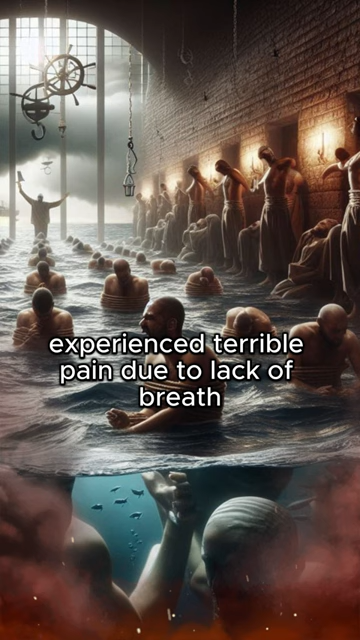 experienced terrible
pain due to lack of
breath